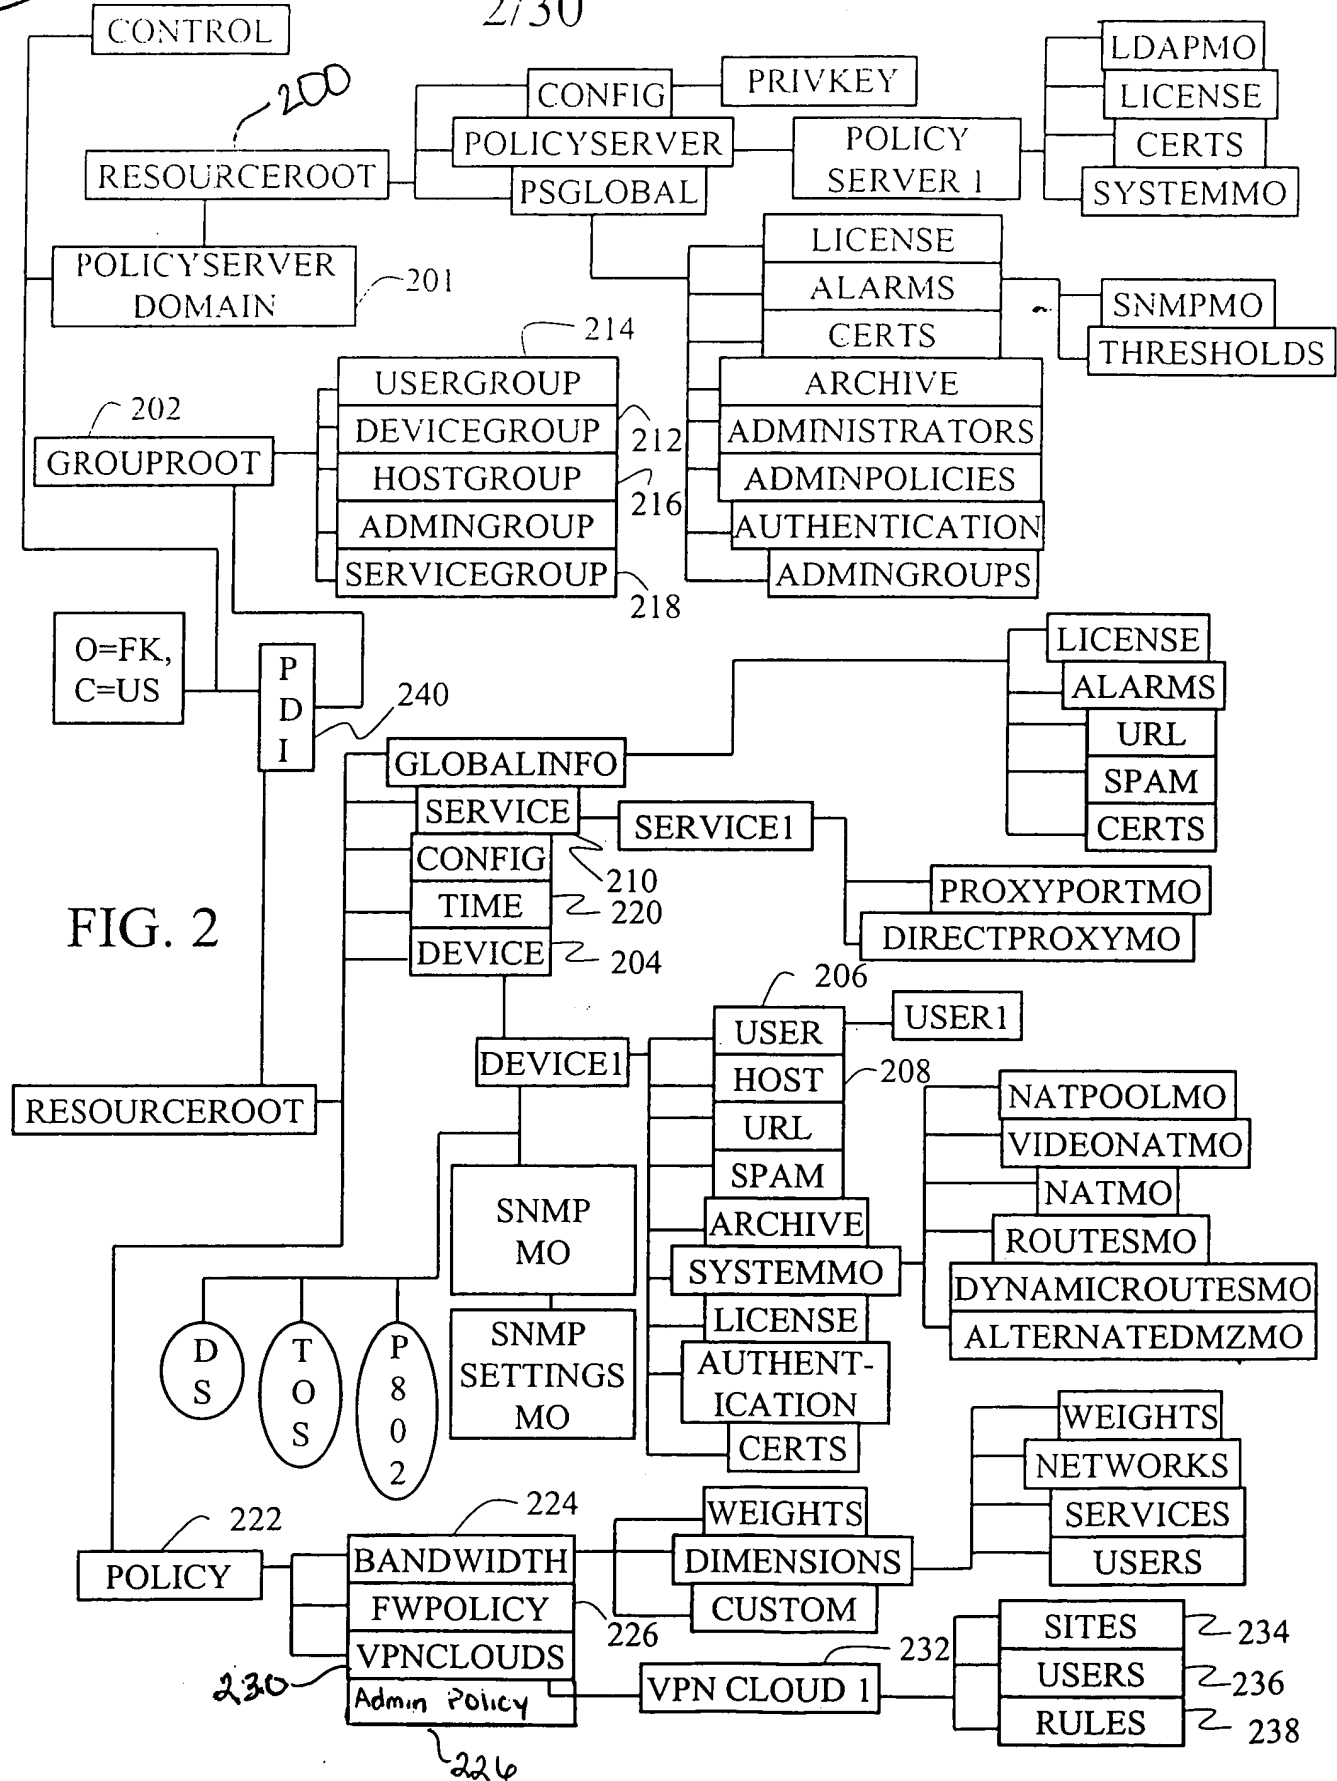 2/30
CONTROL
200
RESOURCEROOT
POLICYSERVER
DOMAIN
201
CONFIG
PRIVKEY
POLICYSERVER
PSGLOBAL
POLICY
SERVER 1
LDAPMO
LICENSE
CERTS
SYSTEMMO
LICENSE
ALARMS
CERTS
ARCHIVE
ADMINISTRATORS
ADMINPOLICIES
AUTHENTICATION
ADMINGROUPS
SNMPMO
THRESHOLDS
214
USERGROUP
DEVICEGROUP
212
HOSTGROUP
216
ADMINGROUP
SERVICEGROUP
218
202
GROUPROOT
O=FK,
C=US
P
D
I
240
GLOBALINFO
SERVICE
CONFIG
210
TIME
220
DEVICE
204
SERVICE1
LICENSE
ALARMS
URL
SPAM
CERTS
PROXYPORTMO
DIRECTPROXYMO
FIG. 2
RESOURCEROOT
DEVICE1
206
USER
USER1
HOST
208
URL
SPAM
ARCHIVE
SYSTEMMO
LICENSE
AUTHENT-
ICATION
CERTS
NATPOOLMO
VIDEONATMO
NATMO
ROUTESMO
DYNAMICROUTESMO
ALTERNATEDMZMO
SNMP
MO
SNMP
SETTINGS
MO
D
S
T
O
S
P
8
0
2
222
POLICY
224
BANDWIDTH
FWPOLICY
226
VPNCLOUDS
230
Admin Policy
226
WEIGHTS
DIMENSIONS
CUSTOM
WEIGHTS
NETWORKS
SERVICES
USERS
232
VPN CLOUD 1
SITES
234
USERS
236
RULES
238